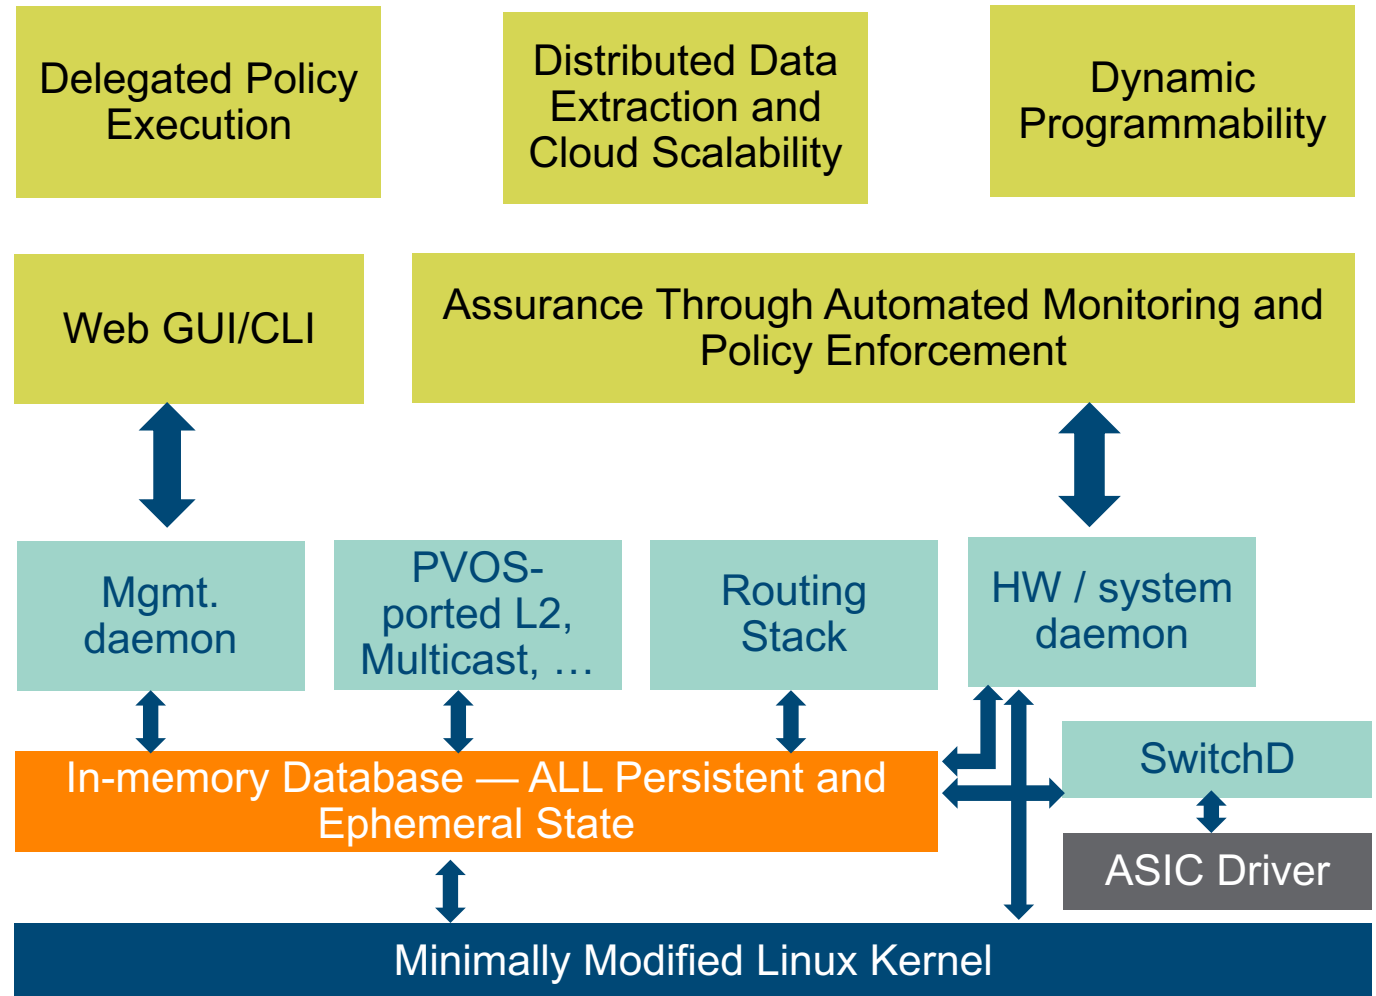 Delegated Policy
Execution
Distributed Data
Extraction and
Cloud Scalability
Dynamic
Programmability
Web GUI/CLI
Assurance Through Automated Monitoring and
Policy Enforcement
Mgmt.
daemon
PVOS-
ported L2,
Multicast, …
Routing
Stack
HW / system
daemon
In-memory Database — ALL Persistent and
Ephemeral State
SwitchD
ASIC Driver
Minimally Modified Linux Kernel